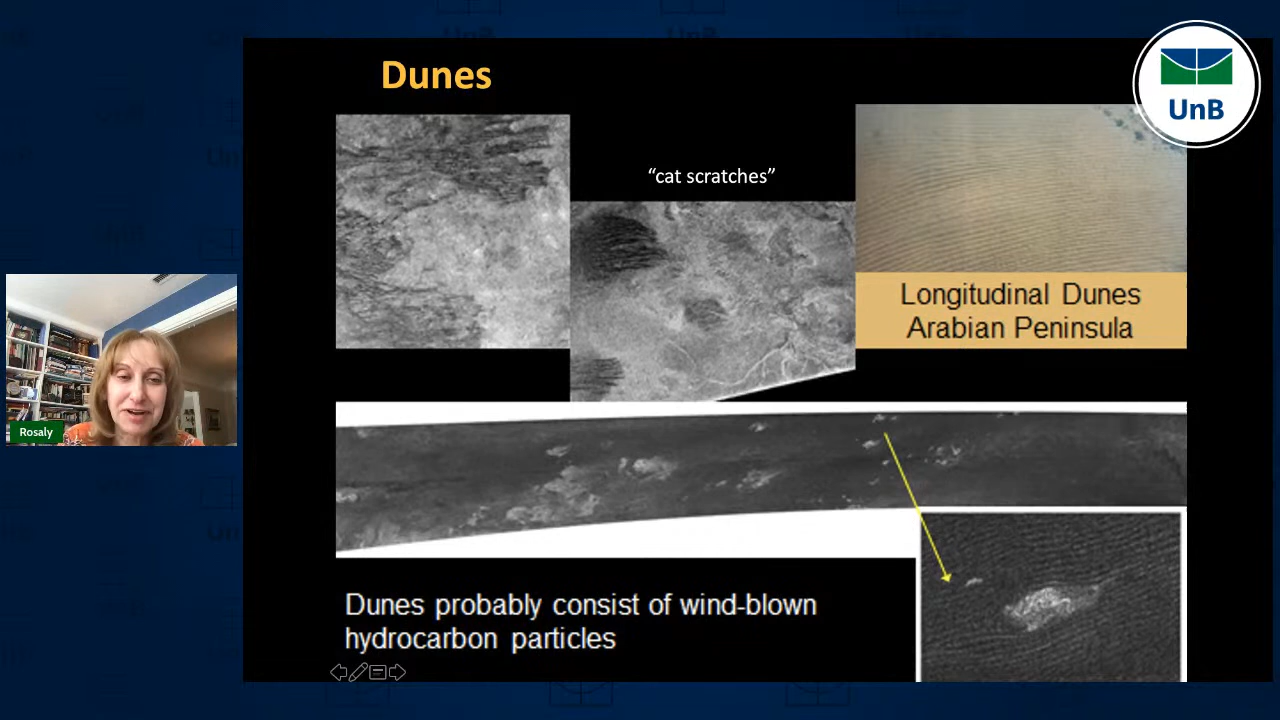 Dunes
UnB
“cat scratches”
Longitudinal Dunes
Arabian Peninsula
Rosaly
Dunes probably consist of wind-blown
hydrocarbon particles